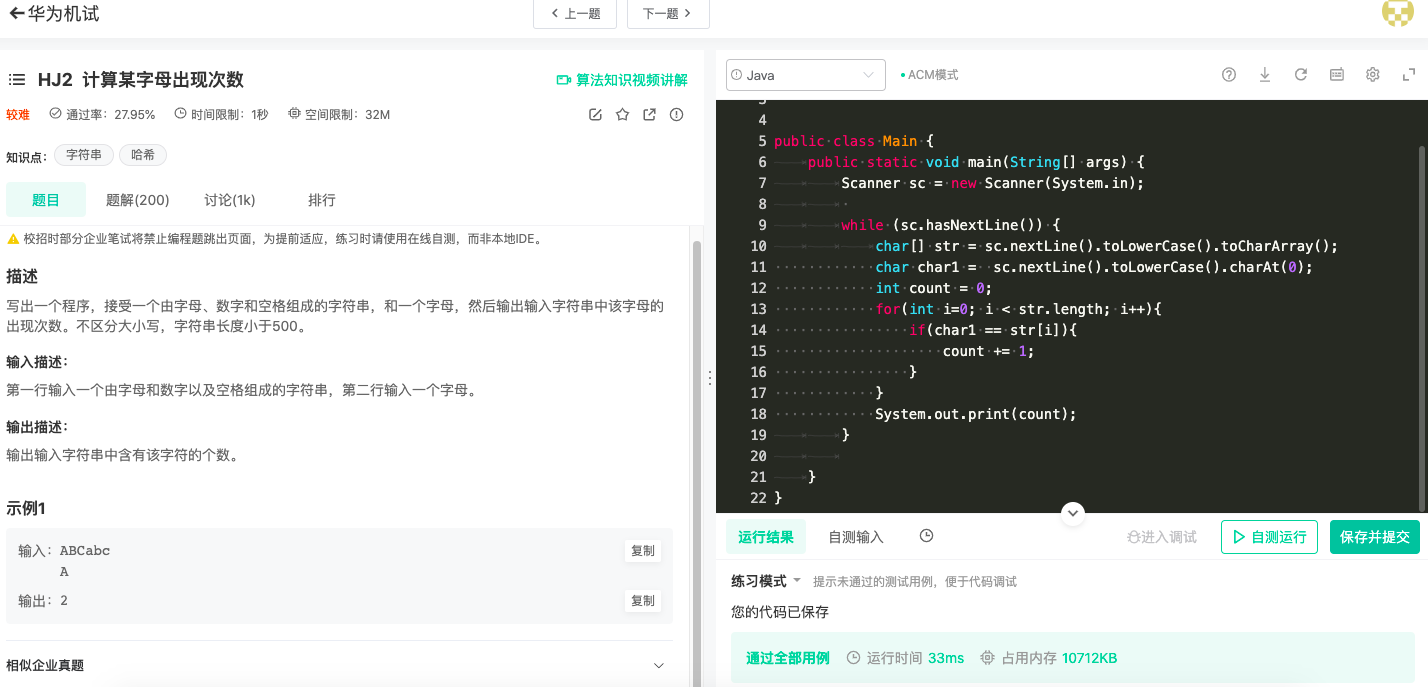 华为机试
上一题
下一题
HJ2 计算某字母出现次数
算法知识视频讲解
较难 通过率：27.95% 时间限制：1秒 空间限制：32M
知识点： 字符串 哈希
题目 题解(200) 讨论(1k) 排行
校招时部分企业笔试将禁止编程题跳出页面，为提前适应，练习时请使用在线自测，而非本地IDE。
描述
写出一个程序，接受一个由字母、数字和空格组成的字符串，和一个字母，然后输出输入字符串中该字母的
出现次数。不区分大小写，字符串长度小于500。
输入描述：
第一行输入一个由字母和数字以及空格组成的字符串，第二行输入一个字母。
输出描述：
输出输入字符串中含有该字符的个数。
示例1
输入：ABCabc
复制
A
输出：2
复制
相似企业真题
Java
ACM模式
3
4
5 public class Main {
6 public static void main(String[] args) {
7 Scanner sc = new Scanner(System.in);
8
9 while (sc.hasNextLine()) {
10 char[] str = sc.nextLine().toLowerCase().toCharArray();
11 char char1 =  sc.nextLine().toLowerCase().charAt(0);
12 int count = 0;
13 for(int i=0; i < str.length; i++){
14 if(char1 == str[i]){
15 count += 1;
16 }
17 }
18 System.out.print(count);
19 }
20
21 }
22 }
运行结果 自测输入
进入调试 自测运行 保存并提交
练习模式 提示未通过的测试用例，便于代码调试
您的代码已保存
通过全部用例 运行时间 33ms 占用内存 10712KB